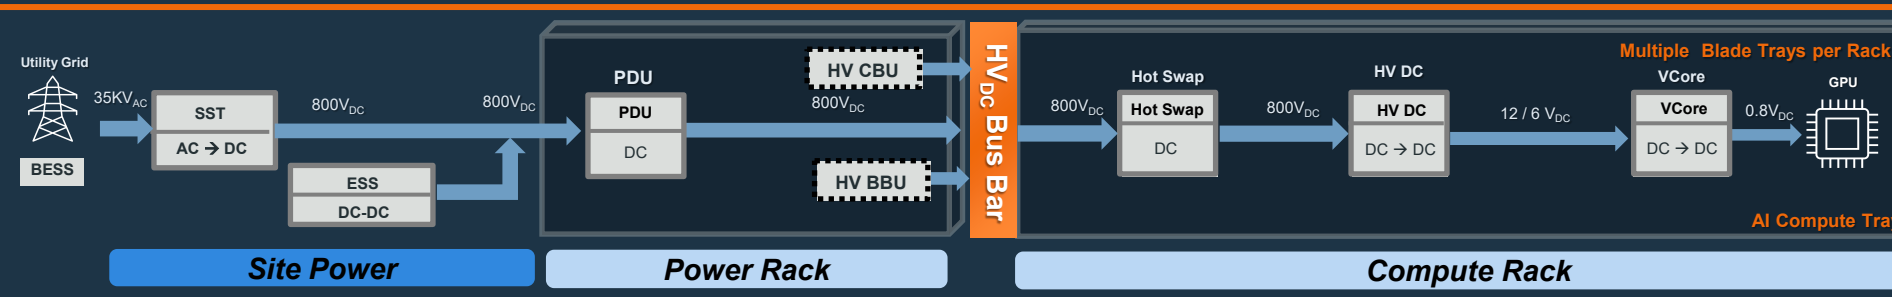 Utility Grid
BESS
35KVAC
SST
AC → DC
800VDC
ESS
DC-DC
800VDC
Site Power
PDU
PDU
DC
HV CBU
800VDC
HV BBU
Power Rack
HVDC Bus Bar
Multiple Blade Trays per Rack
800VDC
Hot Swap
Hot Swap
DC
800VDC
HV DC
HV DC
DC → DC
12 / 6 VDC
VCore
VCore
DC → DC
0.8VDC
GPU
AI Compute Tra
Compute Rack